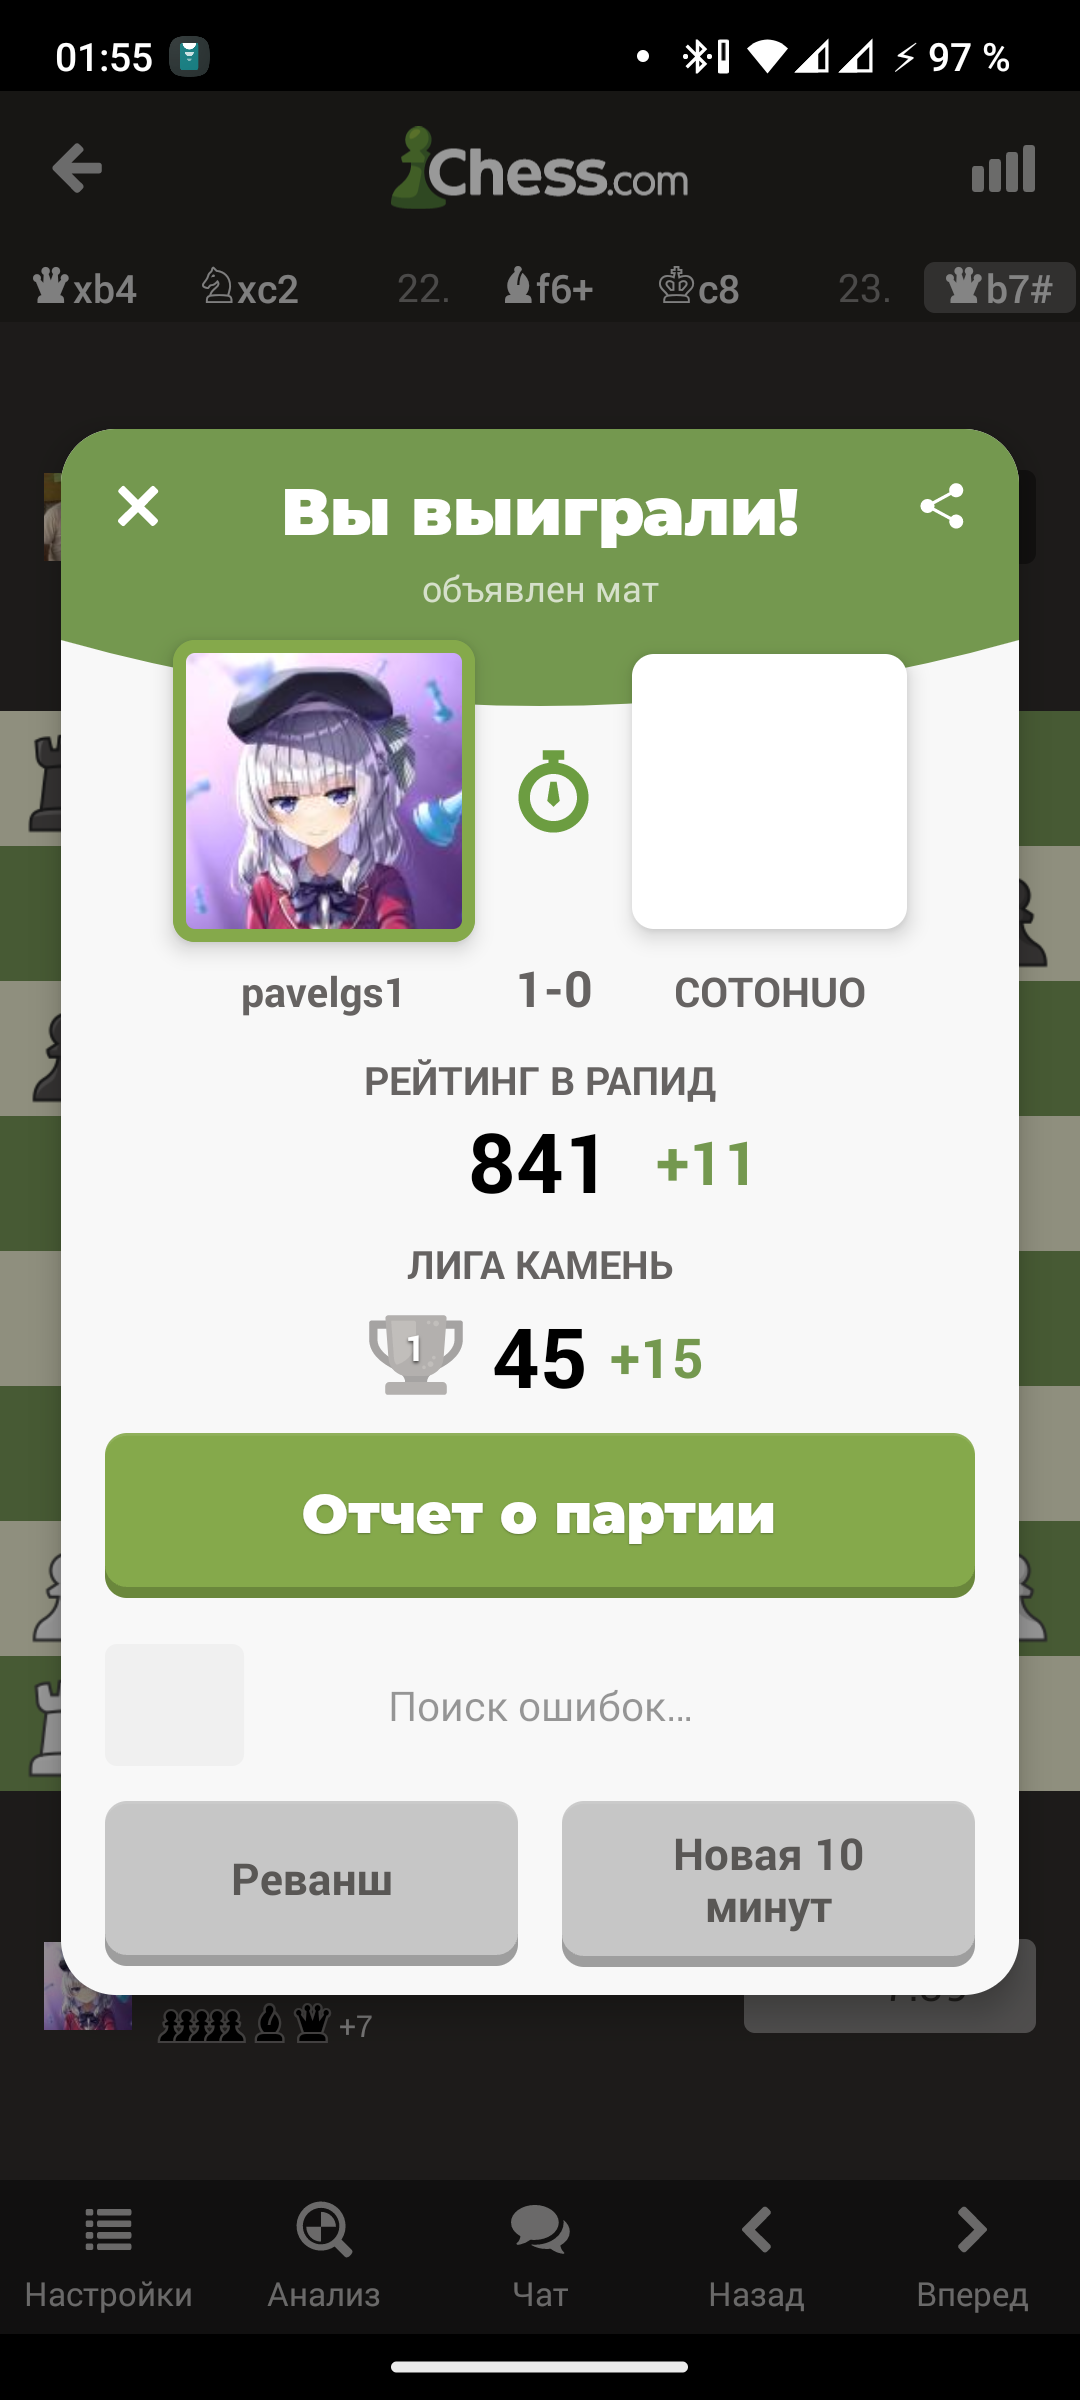 01:55 97 %
Chess.com
xb4 xc2 22. f6+ c8 23. b7#
Вы выиграли!
объявлен мат
pavelgs1 1-0 COTOHUO
РЕЙТИНГ В РАПИД
841 +11
ЛИГА КАМЕНЬ
1 45 +15
Отчет о партии
Поиск ошибок...
Реванш
Новая 10
минут
+7
Настройки Анализ Чат Назад Вперед